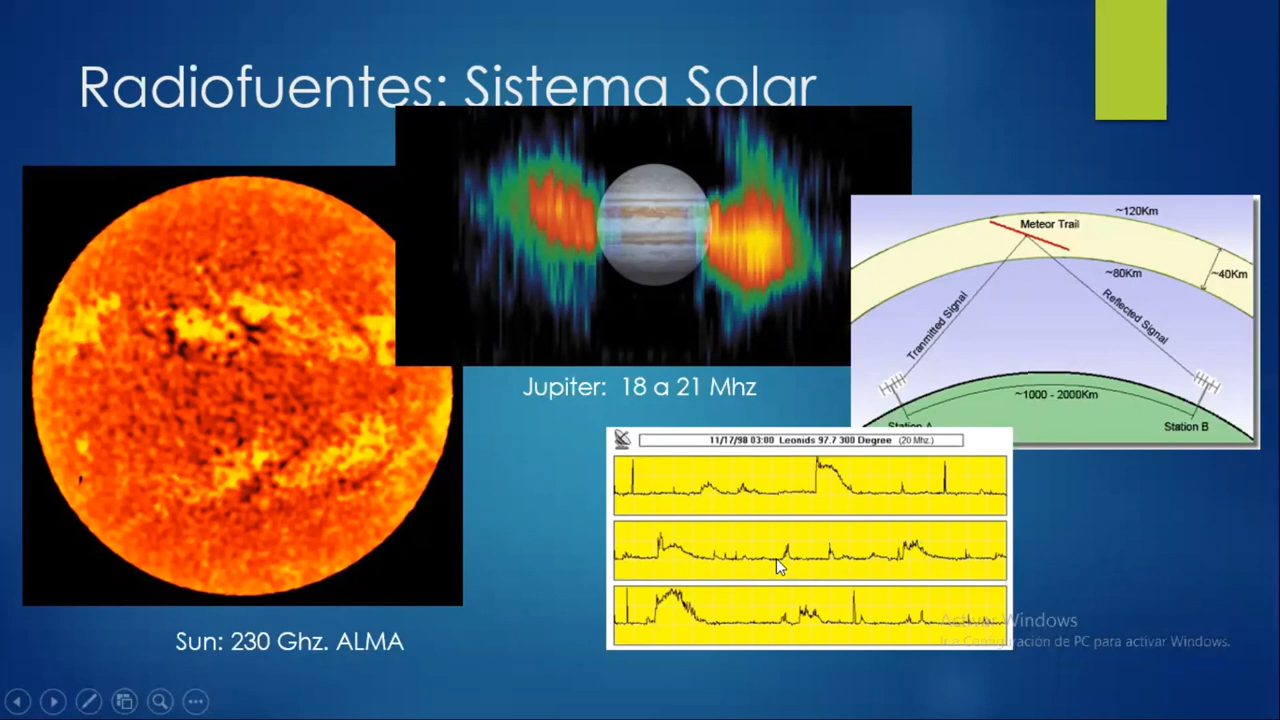 Radiofuentes: Sistema Solar
~120Km
Meteor Trail
~80Km
~40Km
Tranmitted Signal
Reflected Signal
~1000 - 2000Km
Station A
Station B
Jupiter: 18 a 21 Mhz
11/17/98 03:00 Leonids 97.7 300 Degree (20 Mhz.)
Sun: 230 Ghz. ALMA
Activar Windows
Ir a Configuración de PC para activar Windows.